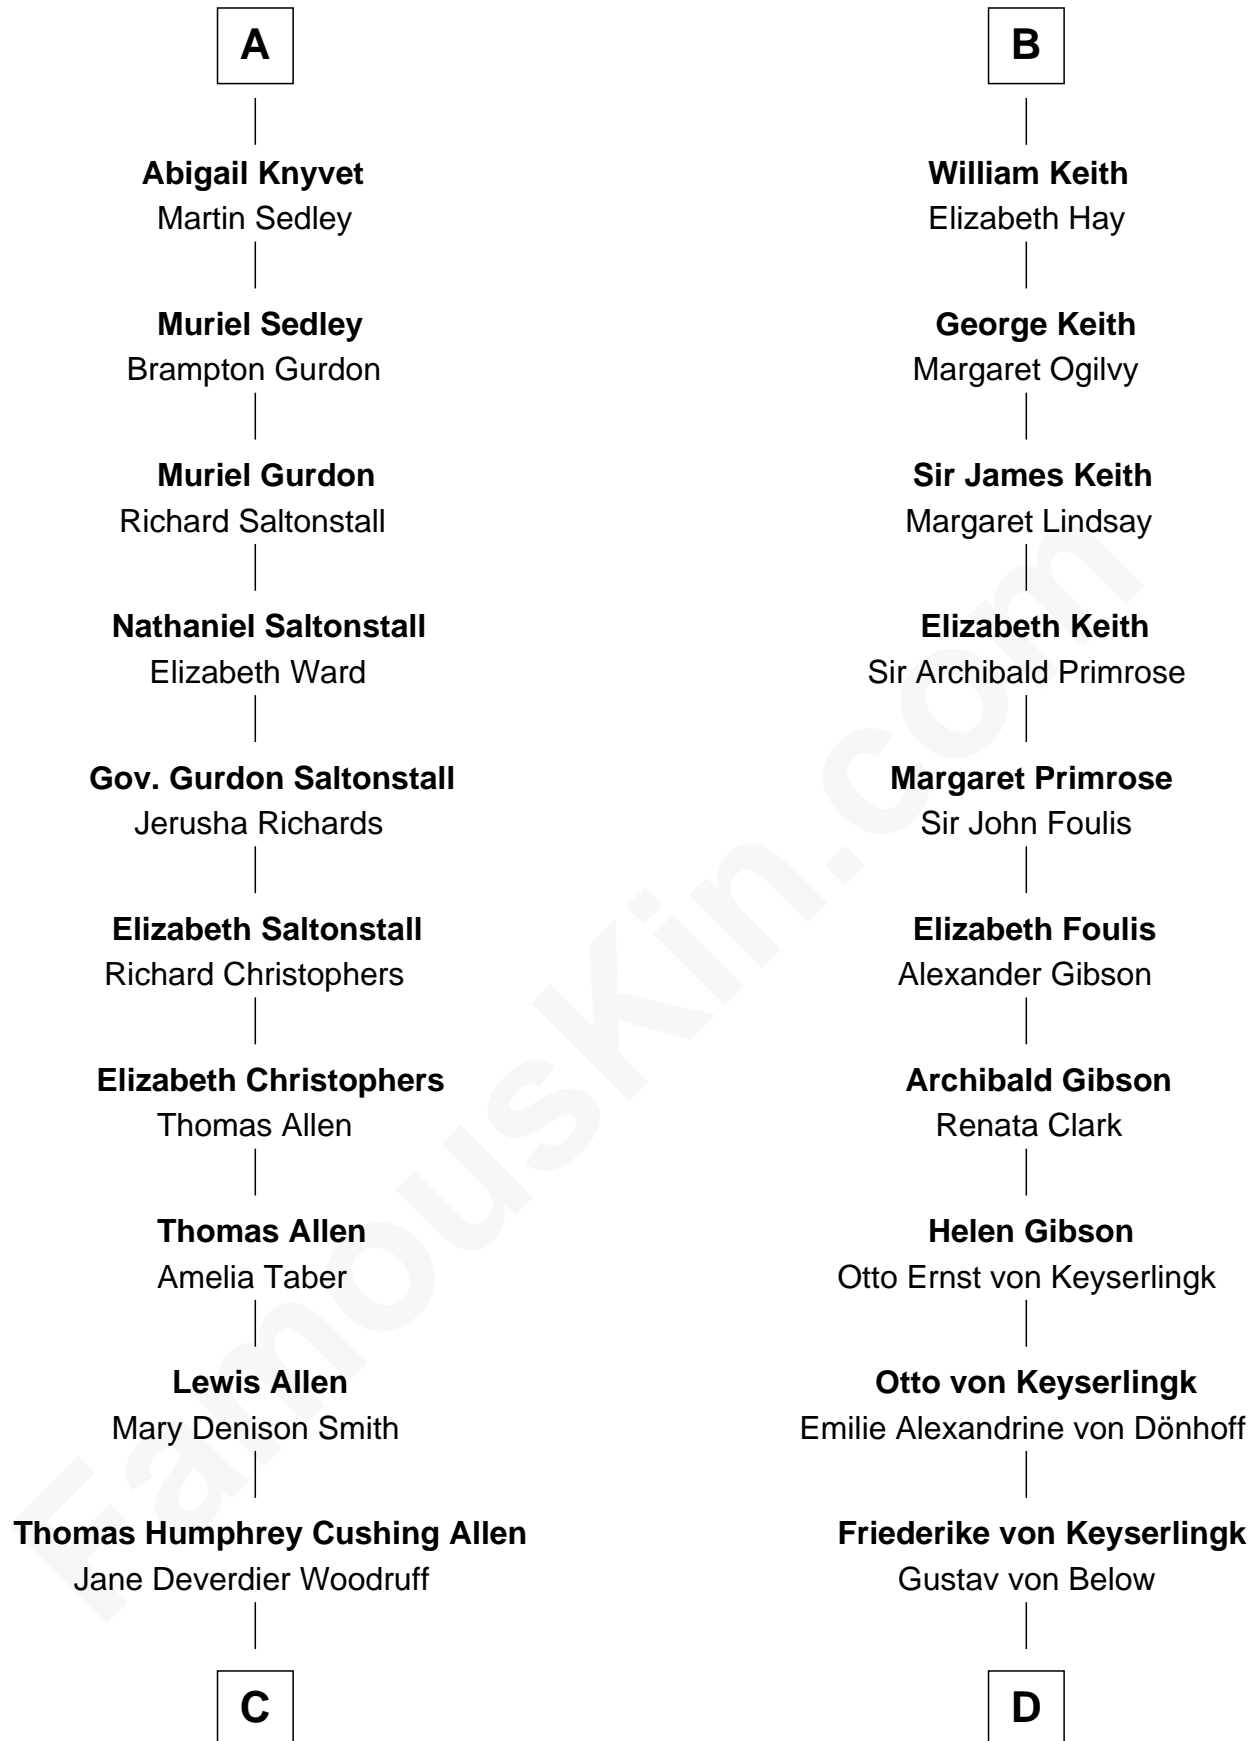 A
Abigail Knyvet
Martin Sedley
Muriel Sedley
Brampton Gurdon
Muriel Gurdon
Richard Saltonstall
Nathaniel Saltonstall
Elizabeth Ward
Gov. Gurdon Saltonstall
Jerusha Richards
Elizabeth Saltonstall
Richard Christophers
Elizabeth Christophers
Thomas Allen
Thomas Allen
Amelia Taber
Lewis Allen
Mary Denison Smith
Thomas Humphrey Cushing Allen
Jane Deverdier Woodruff
C
B
William Keith
Elizabeth Hay
George Keith
Margaret Ogilvy
Sir James Keith
Margaret Lindsay
Elizabeth Keith
Sir Archibald Primrose
Margaret Primrose
Sir John Foulis
Elizabeth Foulis
Alexander Gibson
Archibald Gibson
Renata Clark
Helen Gibson
Otto Ernst von Keyserlingk
Otto von Keyserlingk
Emilie Alexandrine von Dönhoff
Friederike von Keyserlingk
Gustav von Below
D
FamousKin.com